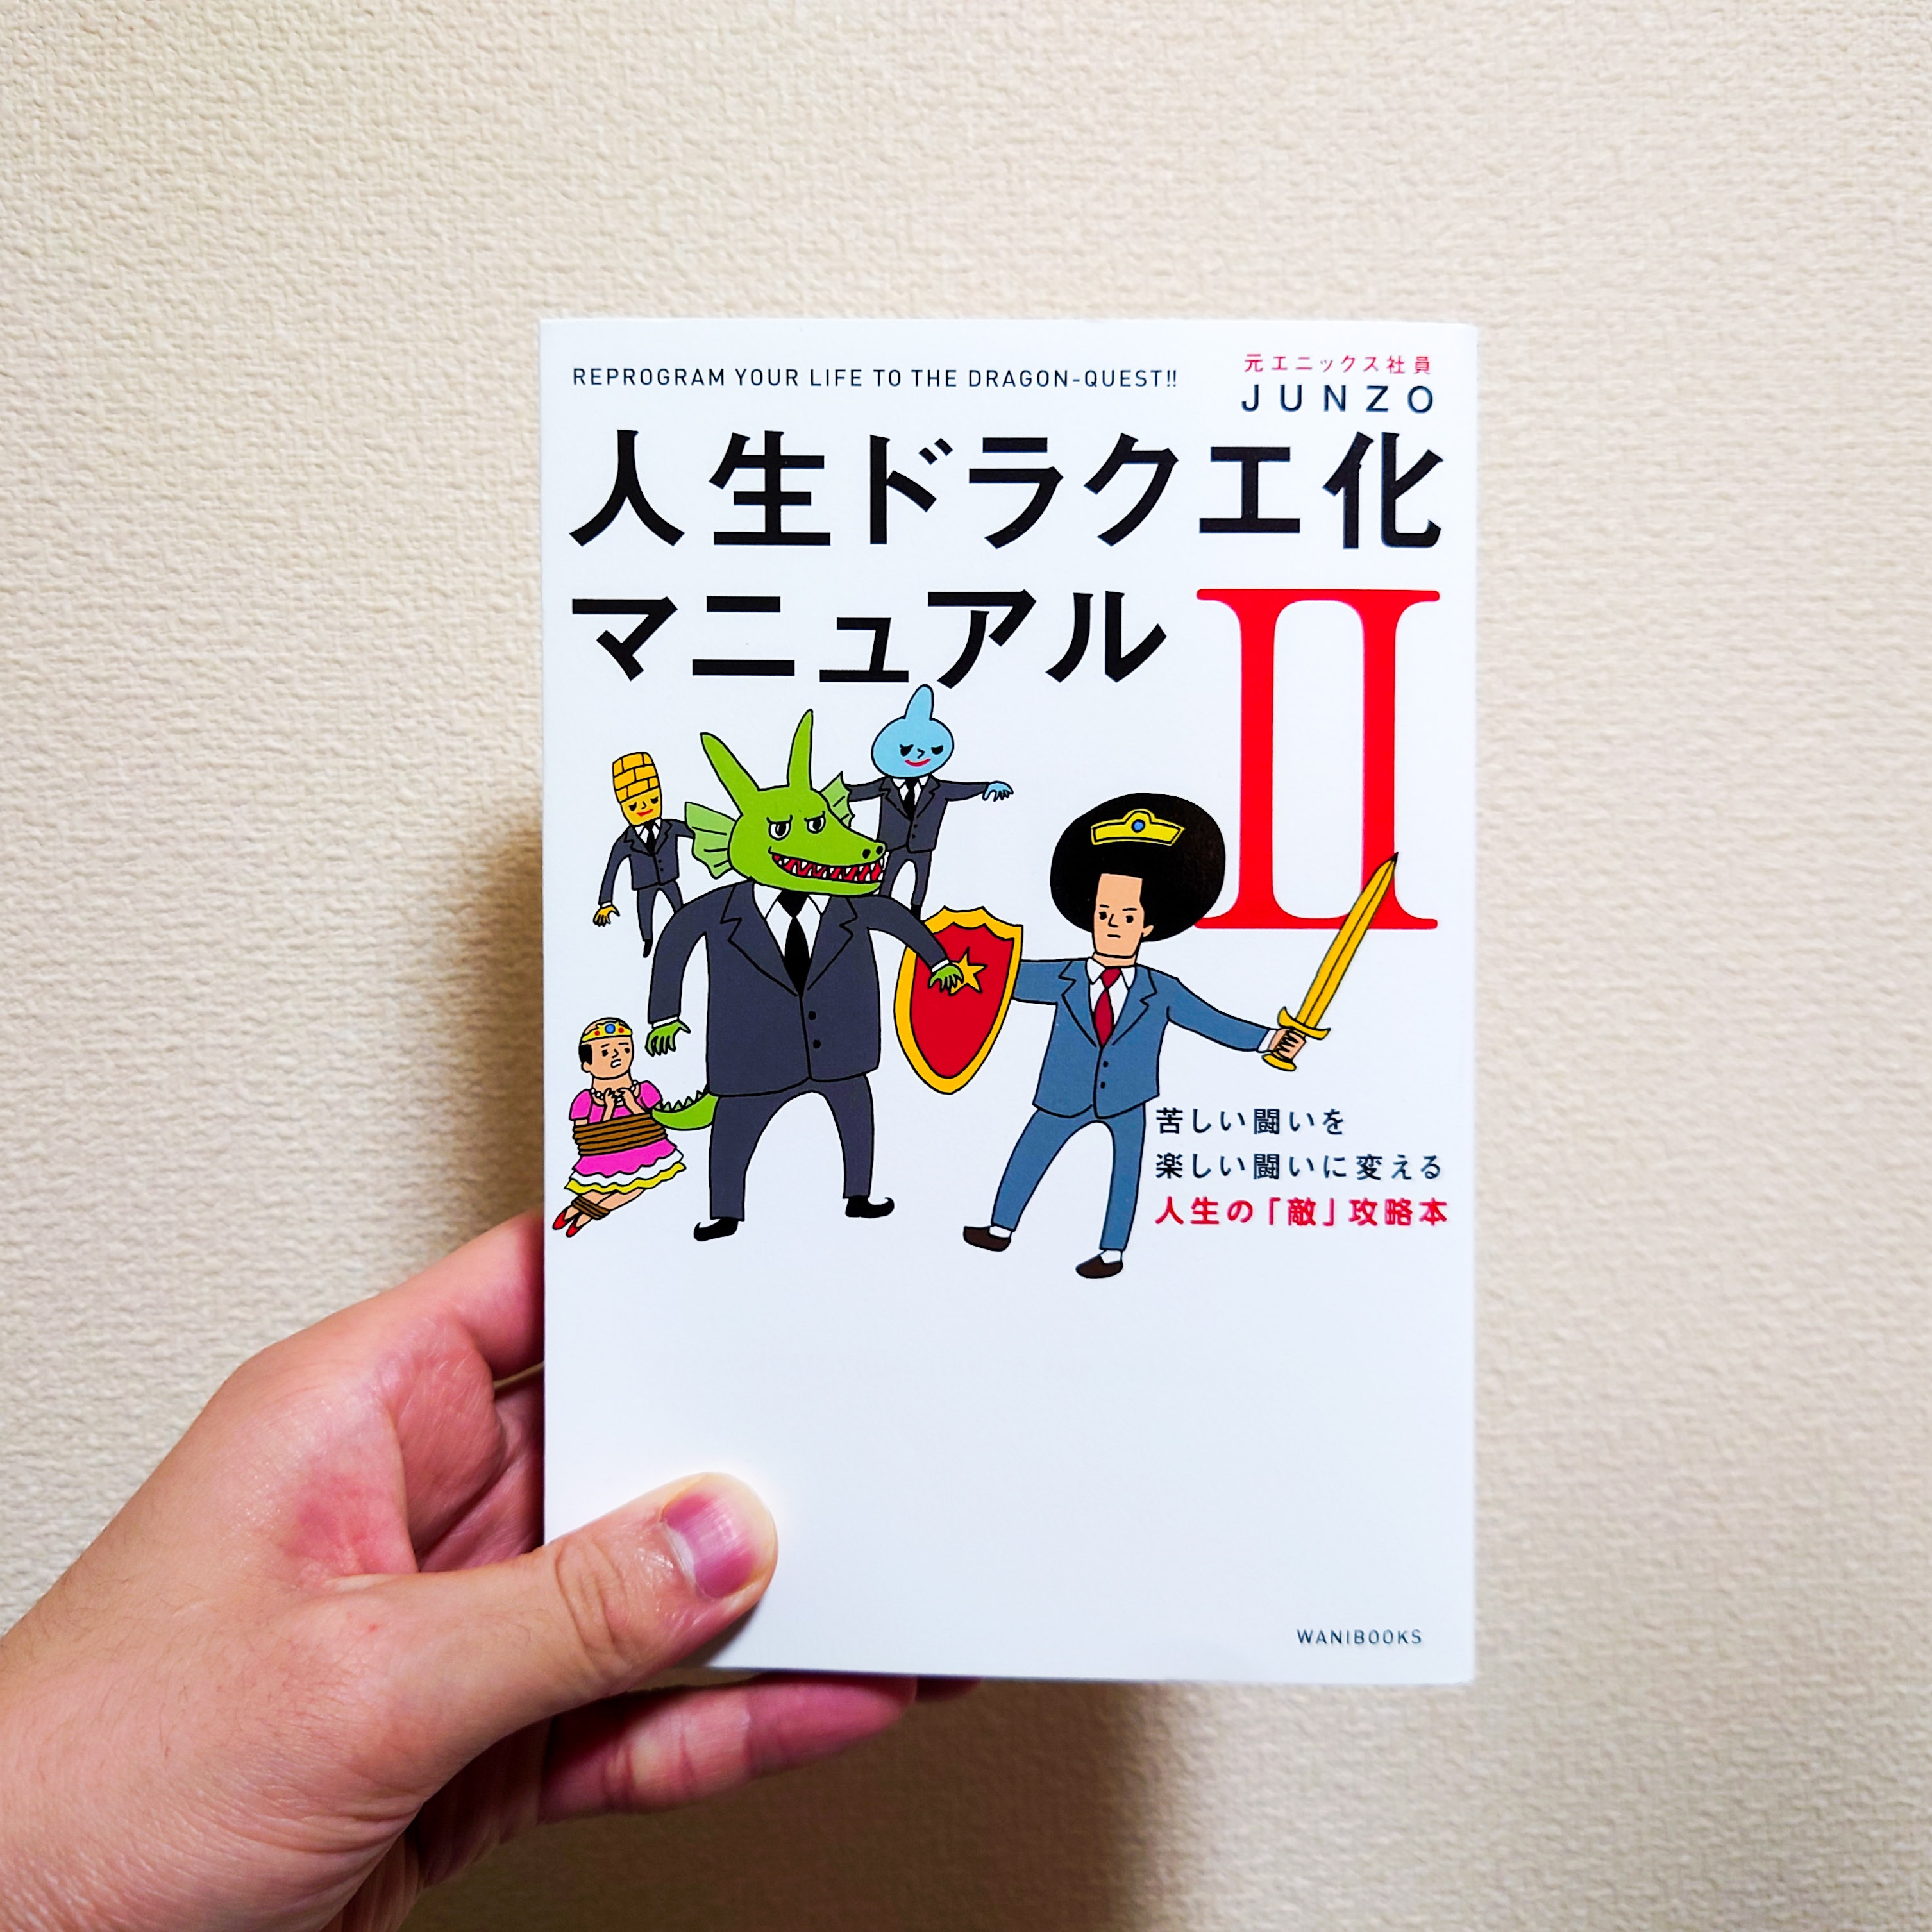 REPROGRAM YOUR LIFE TO THE DRAGON-QUEST!!
元エニックス社員
JUNZO
人生ドラクエ化
マニュアル
II
苦しい闘いを
楽しい闘いに変える
人生の「敵」攻略本
WANIBOOKS